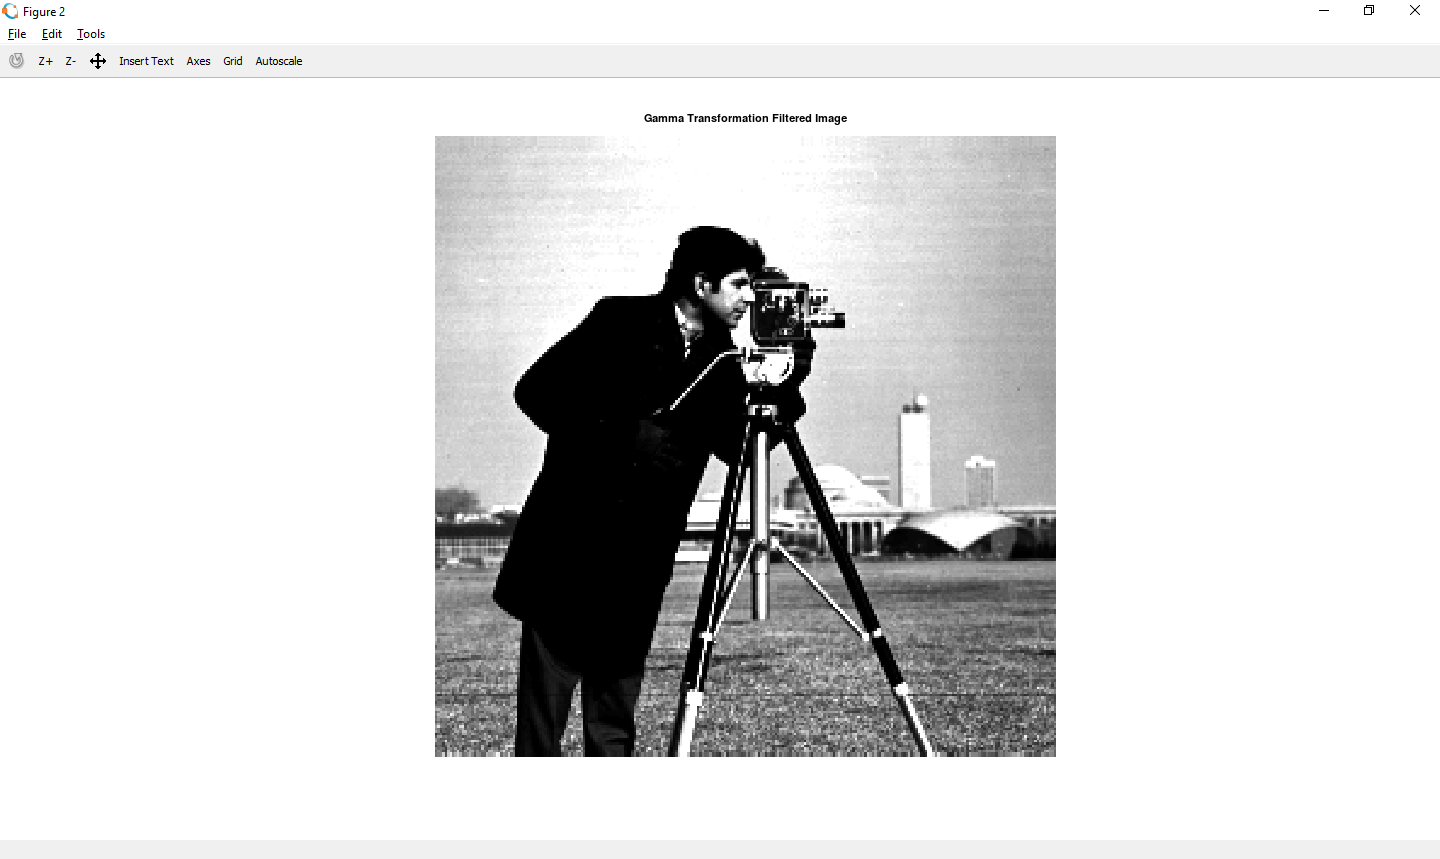 Figure 2
File Edit Tools
Z+ Z- Insert Text Axes Grid Autoscale
Gamma Transformation Filtered Image